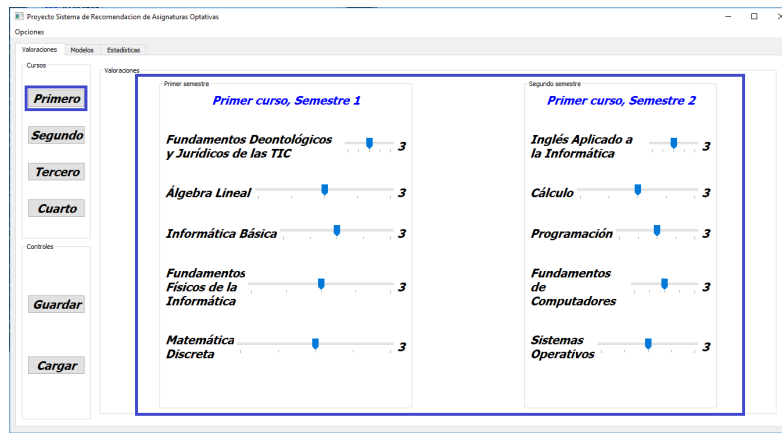 Proyecto Sistema de Recomendacion de Asignaturas Optativas
Opciones
Valoraciones Modelos Estadísticas
Cursos
Primero
Segundo
Tercero
Cuarto
Controles
Guardar
Cargar
Valoraciones
Primer semestre
Primer curso, Semestre 1
Fundamentos Deontológicos
y Jurídicos de las TIC 3
Álgebra Lineal 3
Informática Básica 3
Fundamentos
Físicos de la 3
Informática
Matemática
Discreta 3
Segundo semestre
Primer curso, Semestre 2
Inglés Aplicado a
la Informática 3
Cálculo 3
Programación 3
Fundamentos
de 3
Computadores
Sistemas
Operativos 3